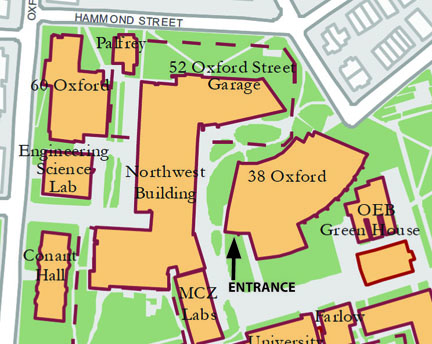 HAMMOND STREET
OXF
Palfrey
52 Oxford Street
Garage
60 Oxford
Engineering
Science
Lab
Northwest
Building
38 Oxford
OEB
Green House
Conant
Hall
ENTRANCE
MCZ
Labs
Farlow
University